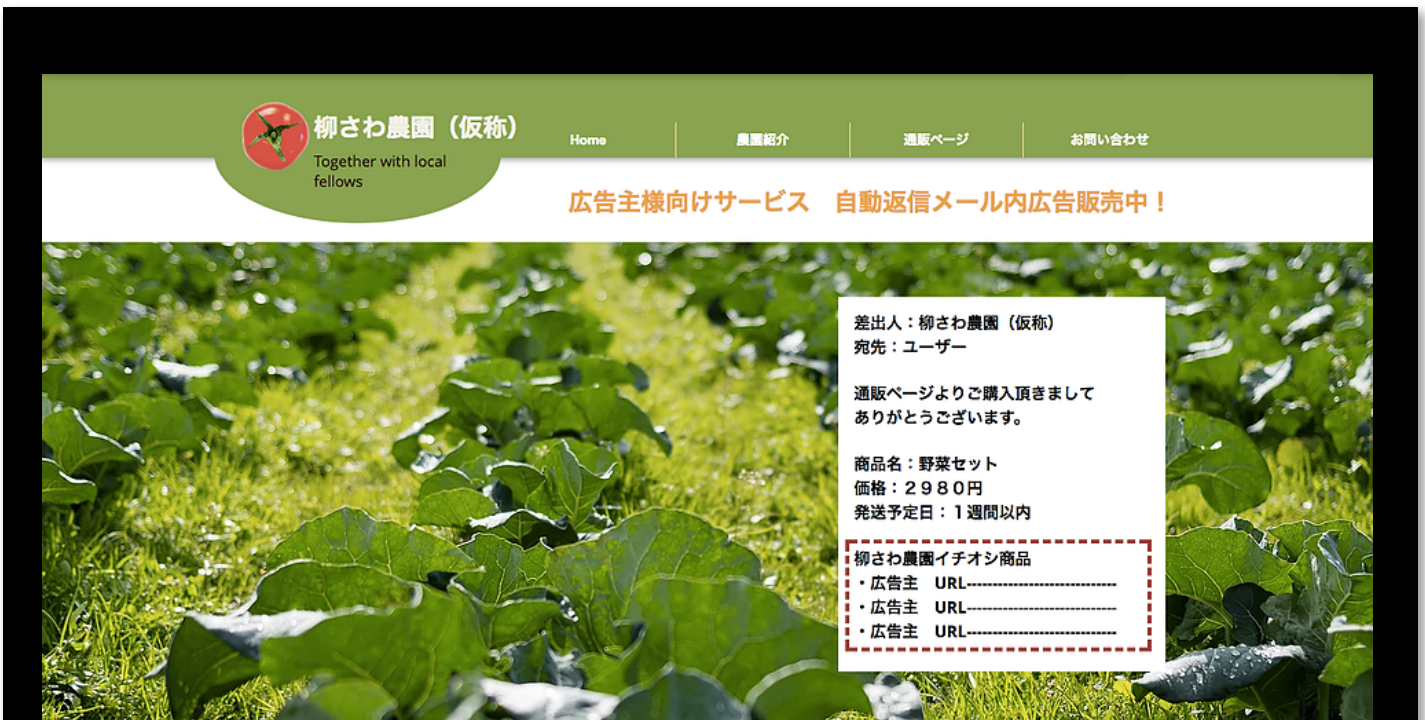 柳さわ農園（仮称）
Together with local
fellows
Home
農園紹介
通販ページ
お問い合わせ
広告主様向けサービス　自動返信メール内広告販売中！
差出人：柳さわ農園（仮称）
宛先：ユーザー
通販ページよりご購入頂きまして
ありがとうございます。
商品名：野菜セット
価格：２９８０円
発送予定日：１週間以内
柳さわ農園イチオシ商品
・広告主　URL-----------------------------
・広告主　URL-----------------------------
・広告主　URL-----------------------------